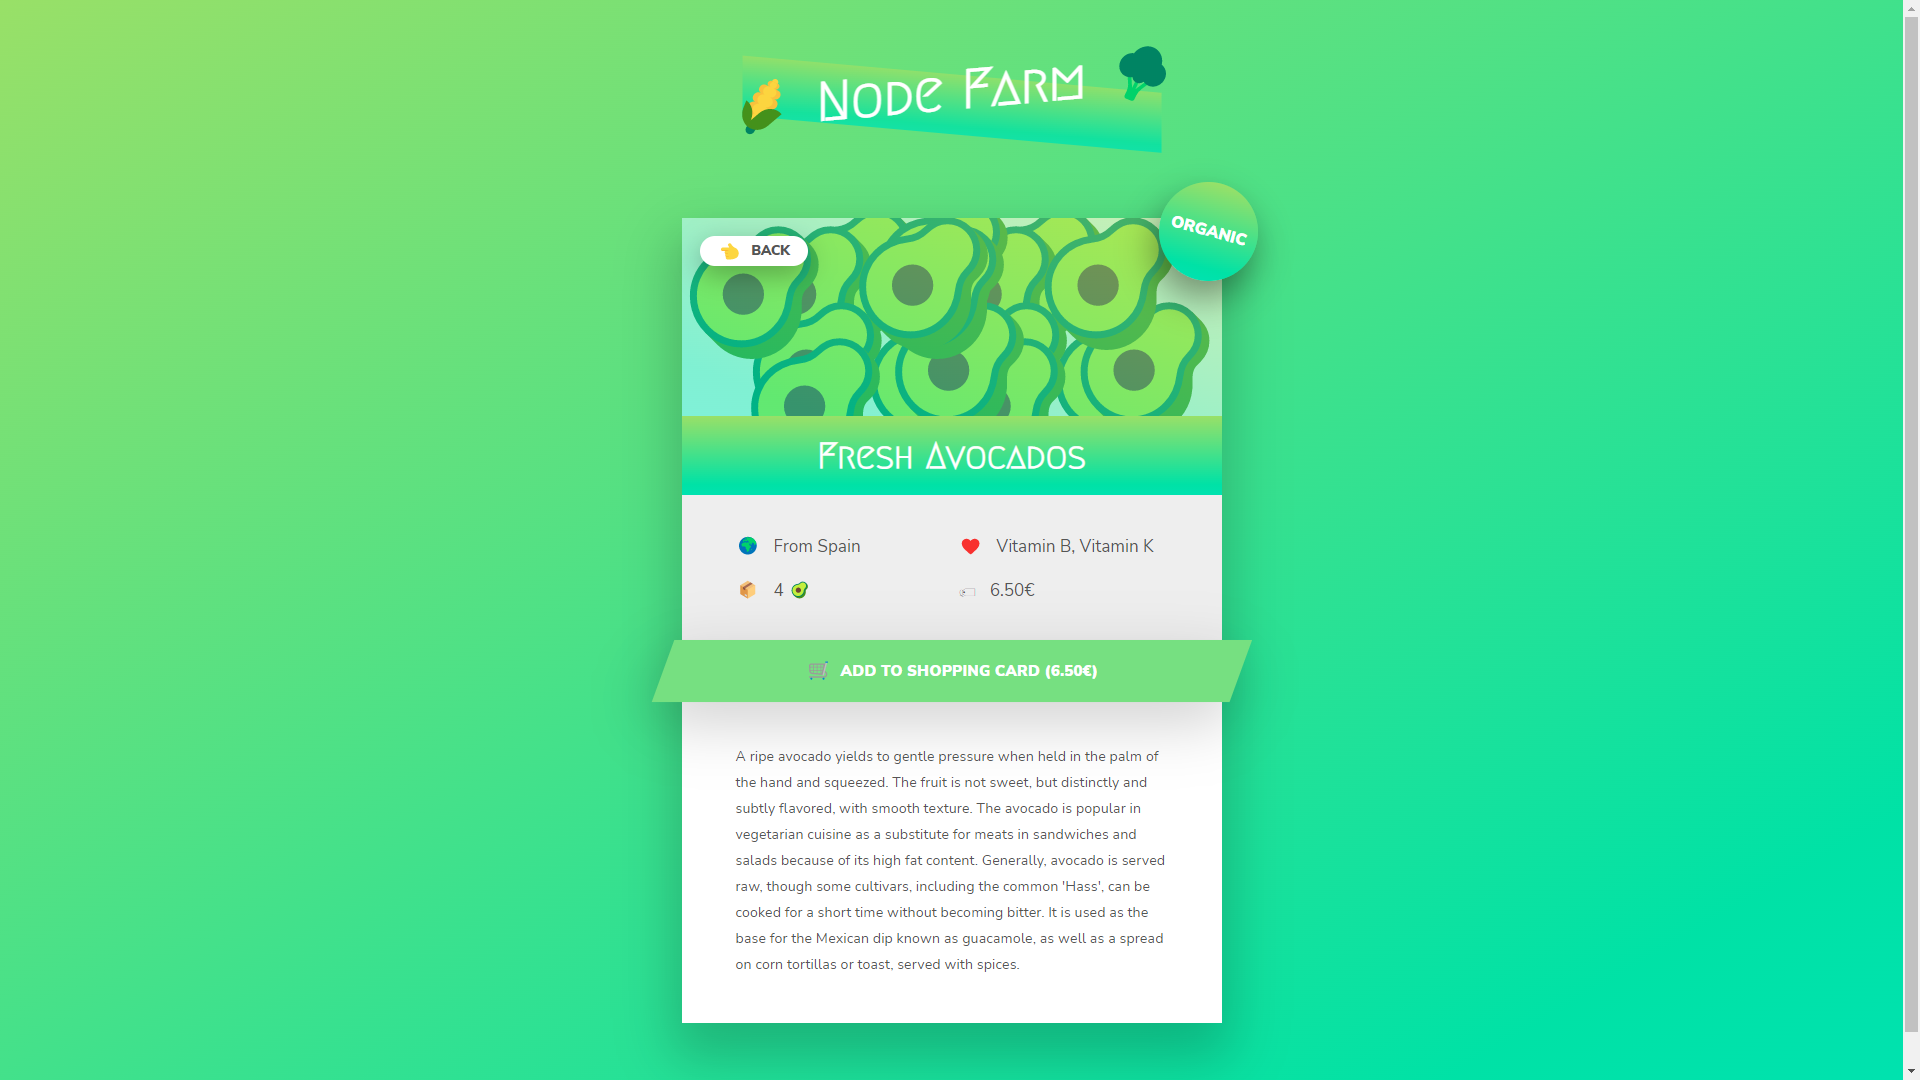 Node Farm
ORGANIC
👈 BACK
Fresh Avocados
🌍 From Spain
❤️ Vitamin B, Vitamin K
📦 4 🥑
🏷️ 6.50€
🛒 ADD TO SHOPPING CARD (6.50€)
A ripe avocado yields to gentle pressure when held in the palm of
the hand and squeezed. The fruit is not sweet, but distinctly and
subtly flavored, with smooth texture. The avocado is popular in
vegetarian cuisine as a substitute for meats in sandwiches and
salads because of its high fat content. Generally, avocado is served
raw, though some cultivars, including the common 'Hass', can be
cooked for a short time without becoming bitter. It is used as the
base for the Mexican dip known as guacamole, as well as a spread
on corn tortillas or toast, served with spices.